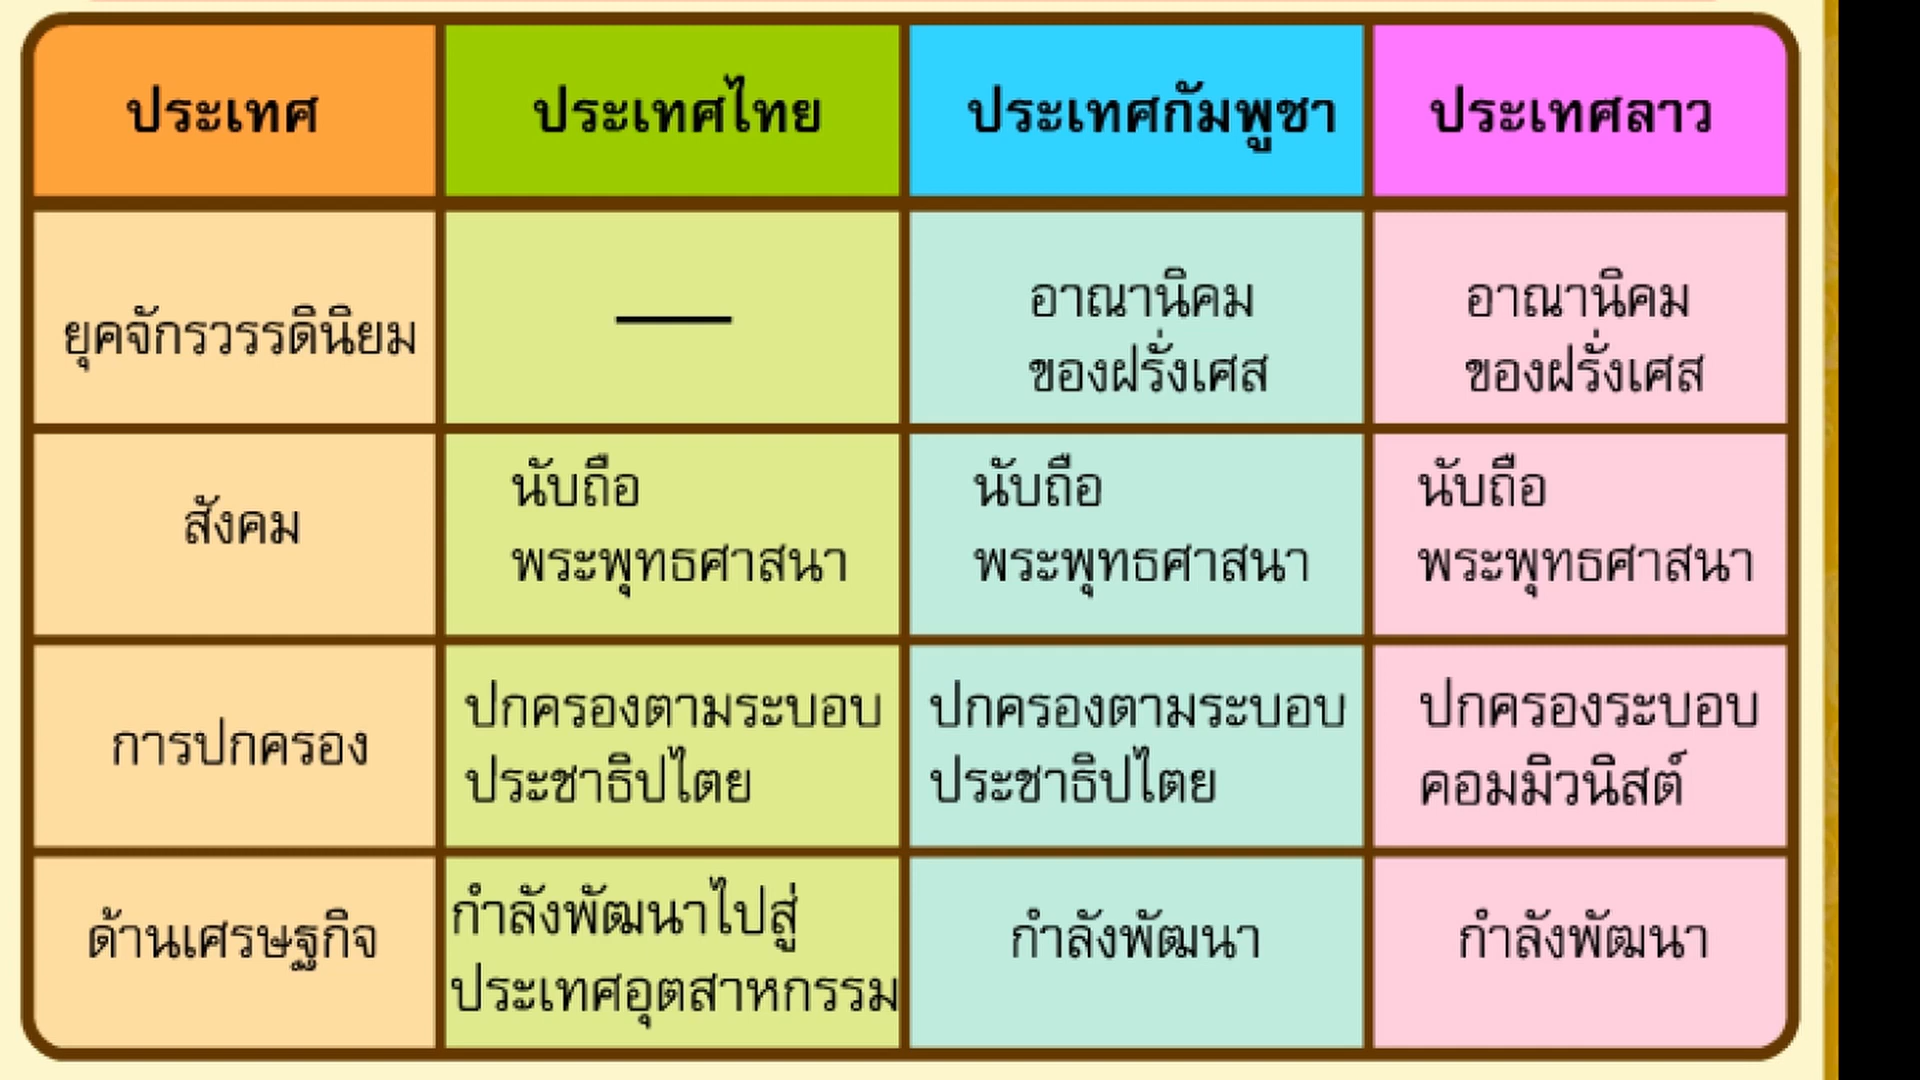 ประเทศ
ประเทศไทย
ประเทศกัมพูชา
ประเทศลาว
ยุคจักรวรรดินิยม
—
อาณานิคม
ของฝรั่งเศส
อาณานิคม
ของฝรั่งเศส
สังคม
นับถือ
พระพุทธศาสนา
นับถือ
พระพุทธศาสนา
นับถือ
พระพุทธศาสนา
การปกครอง
ปกครองตามระบอบ
ประชาธิปไตย
ปกครองตามระบอบ
ประชาธิปไตย
ปกครองระบอบ
คอมมิวนิสต์
ด้านเศรษฐกิจ
กำลังพัฒนาไปสู่
ประเทศอุตสาหกรรม
กำลังพัฒนา
กำลังพัฒนา